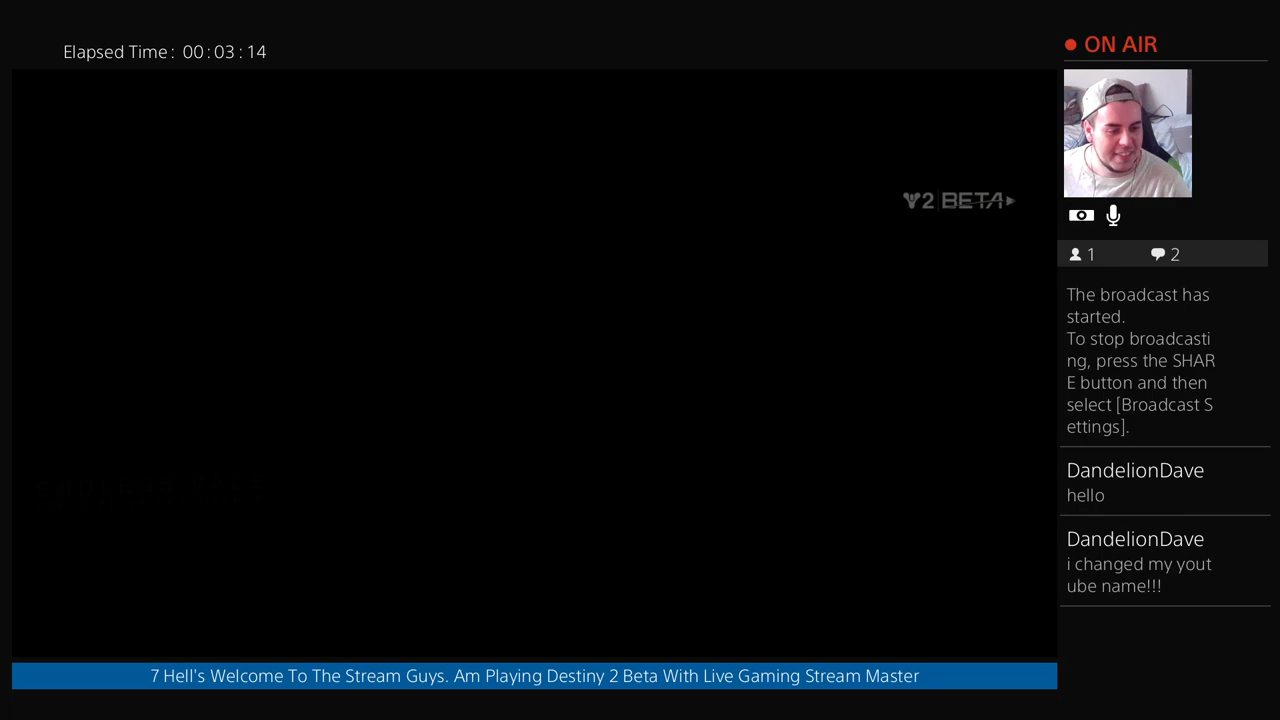 Elapsed Time: 00:03:14
ON AIR
2 BETA
1
2
The broadcast has
started.
To stop broadcasti
ng, press the SHAR
E button and then
select [Broadcast S
ettings].
DandelionDave
hello
DandelionDave
i changed my yout
ube name!!!
7 Hell's Welcome To The Stream Guys. Am Playing Destiny 2 Beta With Live Gaming Stream Master